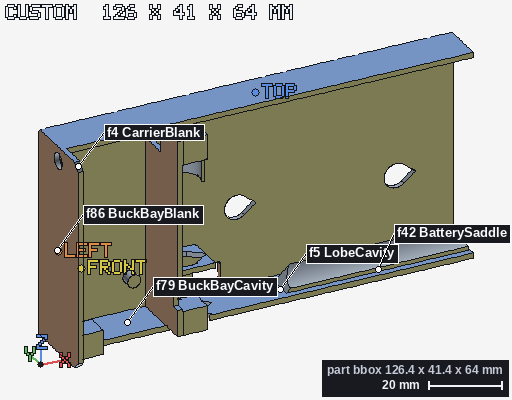 CUSTOM 126 X 41 X 64 MM
TOP
f4 CarrierBlank
f86 BuckBayBlank
LEFT
FRONT
f42 BatterySaddle
f5 LobeCavity
f79 BuckBayCavity
Z
Y
X
part bbox 126.4 x 41.4 x 64 mm
20 mm